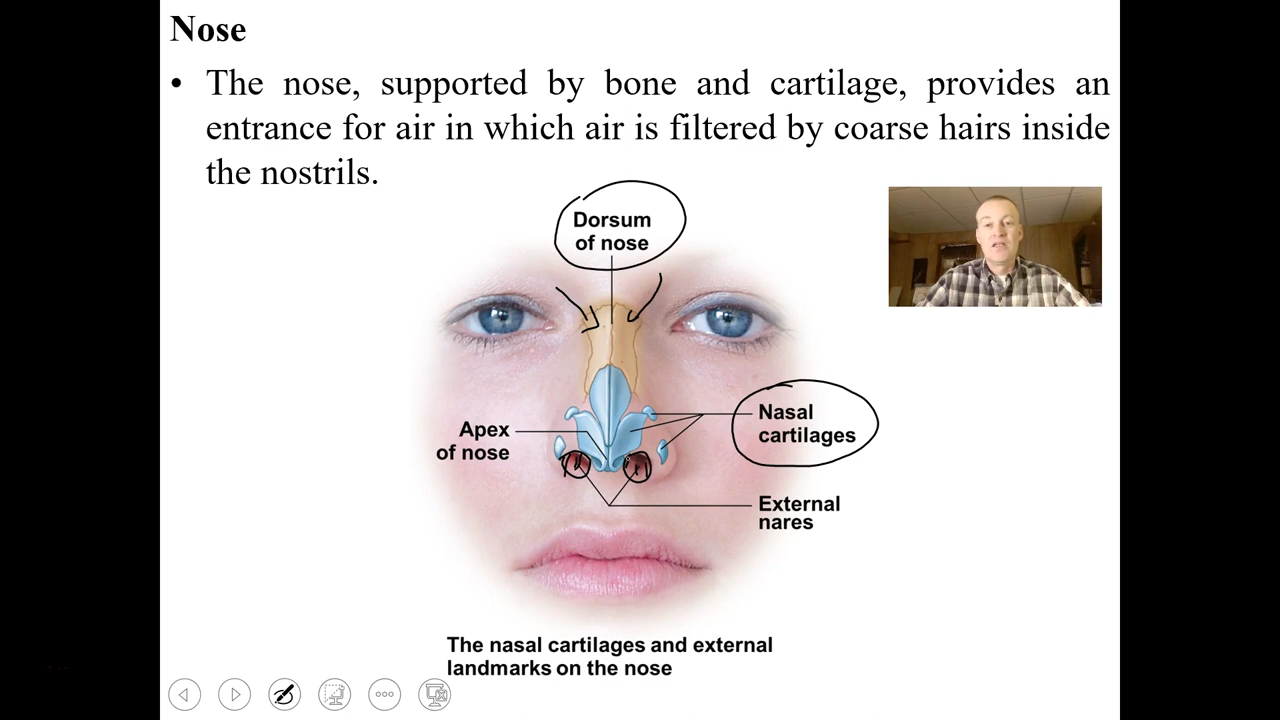 Nose
• The nose, supported by bone and cartilage, provides an
entrance for air in which air is filtered by coarse hairs inside
the nostrils.
Dorsum
of nose
Apex
of nose
Nasal
cartilages
External
nares
The nasal cartilages and external
landmarks on the nose